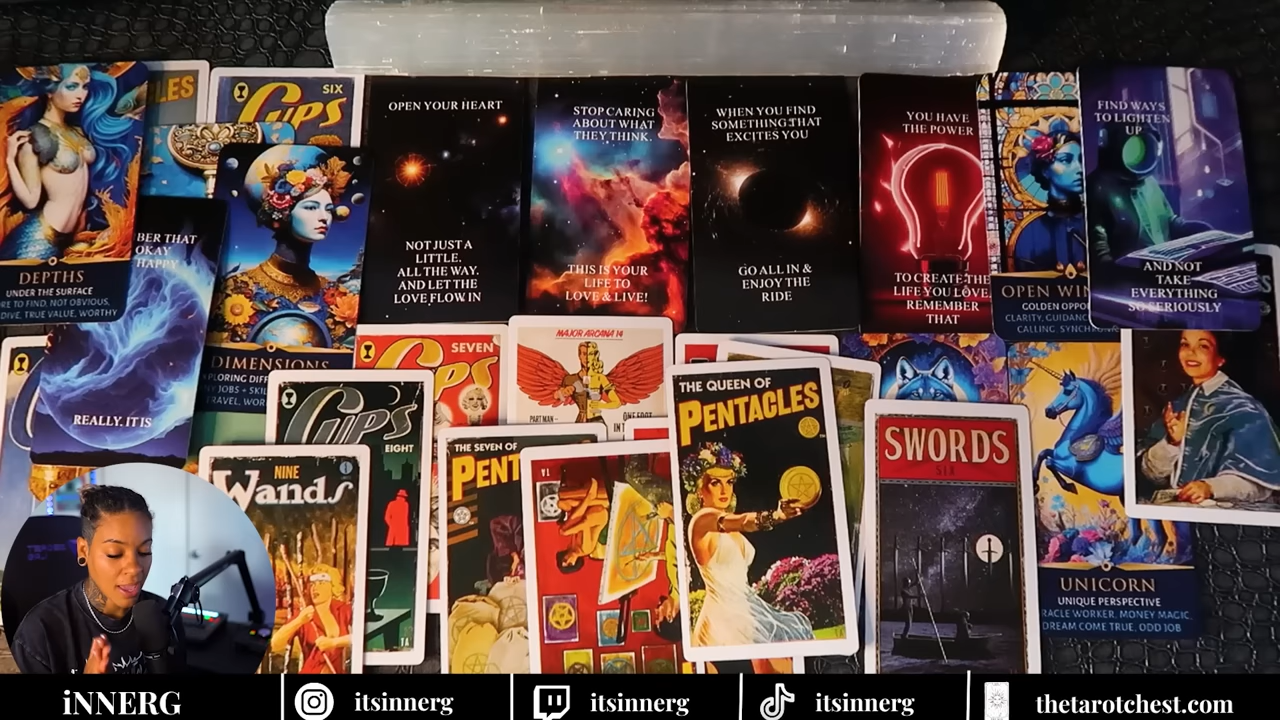 LES
SIX
Cups
DEPTHS
UNDER THE SURFACE
RE TO FIND, NOT OBVIOUS,
DIVE, TRUE VALUE, WORTHY
BER THAT
OKAY
HAPPY
REALLY. IT IS
DIMENSIONS
PLORING DIFF
NY JOBS + SKIL
TRAVEL, WOR
OPEN YOUR HEART
NOT JUST A
LITTLE.
ALL THE WAY.
AND LET THE
LOVE FLOW IN
STOP CARING
ABOUT WHAT
THEY THINK.
THIS IS YOUR
LIFE TO
LOVE & LIVE!
WHEN YOU FIND
SOMETHING THAT
EXCITES YOU
GO ALL IN &
ENJOY THE
RIDE
YOU HAVE
THE POWER
TO CREATE THE
LIFE YOU LOVE.
REMEMBER
THAT
OPEN WIN
GOLDEN OPPO
CLARITY, GUIDANC
CALLING, SYNCHRO
FIND WAYS
TO LIGHTEN
UP
AND NOT
TAKE
EVERYTHING
SO SERIOUSLY
SEVEN
Cups
MAJOR ARCANA 14
PART MAN—
ONE FOOT
IN T
Cups
EIGHT
NINE
Wands
THE SEVEN OF
PENT
VI
THE QUEEN OF
PENTACLES
SWORDS
SIX
UNICORN
UNIQUE PERSPECTIVE
RACLE WORKER, MONEY MAGIC,
DREAM COME TRUE, ODD JOB
iNNERG
itsinnerg
itsinnerg
itsinnerg
thetarotchest.com